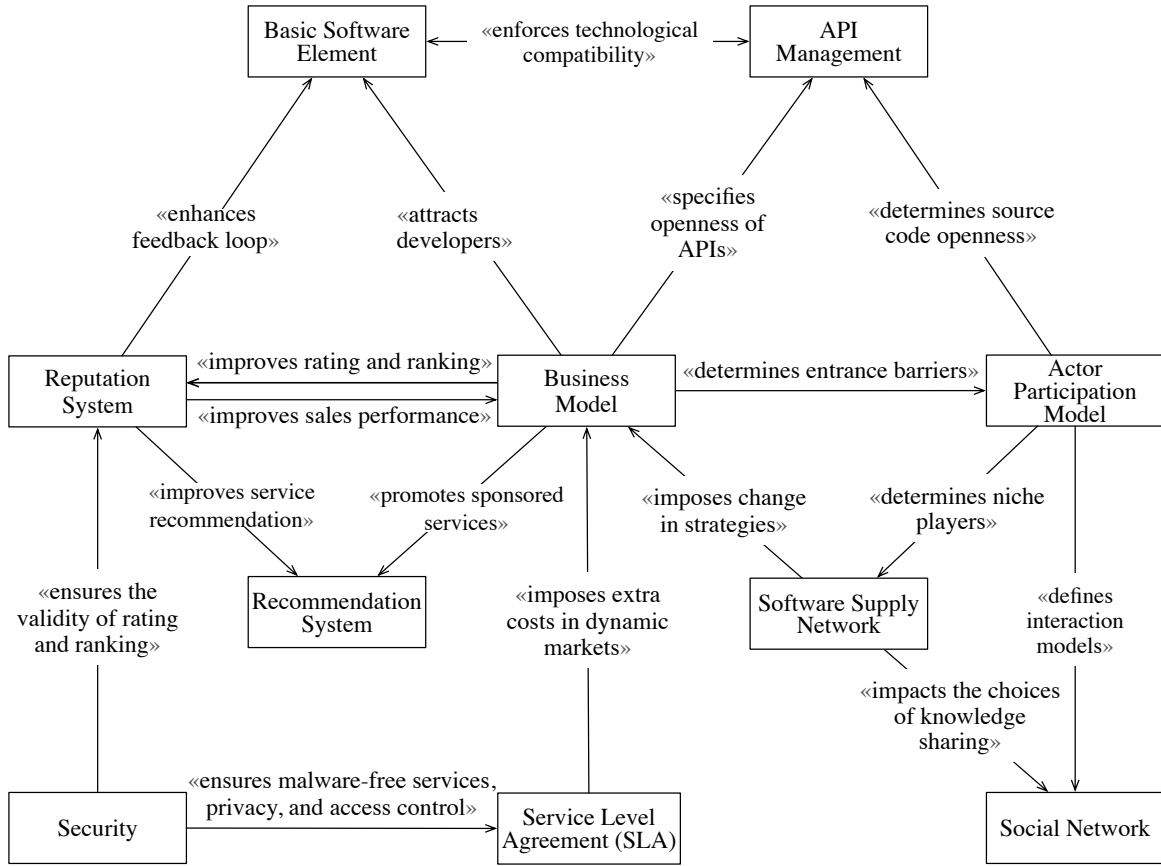 Basic Software
Element
«enforces technological
compatibility»
API
Management
«enhances
feedback loop»
«attracts
developers»
«specifies
openness of
APIs»
«determines source
code openness»
Reputation
System
«improves rating and ranking»
«improves sales performance»
Business
Model
«determines entrance barriers»
Actor
Participation
Model
«improves service
recommendation»
«promotes sponsored
services»
«imposes change
in strategies»
«determines niche
players»
«ensures the
validity of rating
and ranking»
Recommendation
System
«imposes extra
costs in dynamic
markets»
Software Supply
Network
«defines
interaction
models»
«impacts the choices
of knowledge
sharing»
Security
«ensures malware-free services,
privacy, and access control»
Service Level
Agreement (SLA)
Social Network